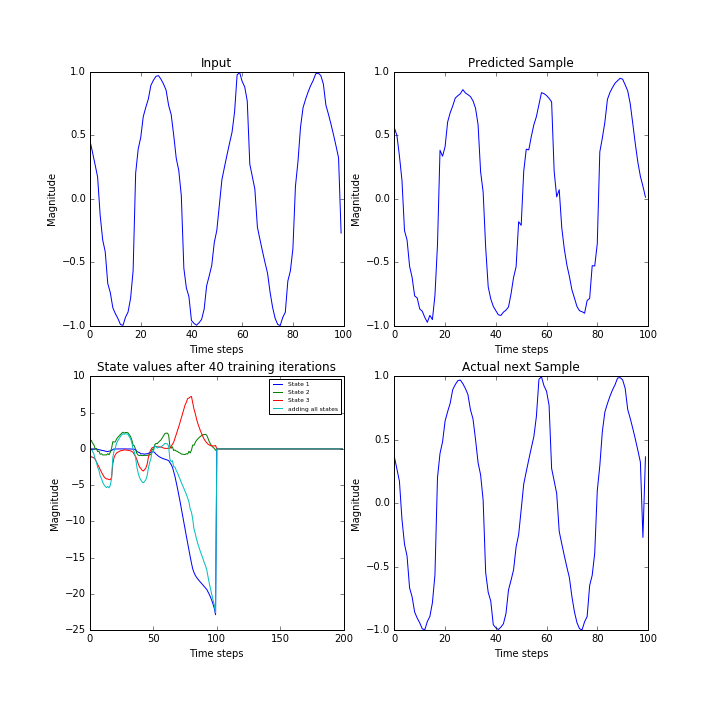 Input
1.0
0.5
0.0
−0.5
−1.0
Magnitude
0 20 40 60 80 100
Time steps
Predicted Sample
1.0
0.5
0.0
−0.5
−1.0
Magnitude
0 20 40 60 80 100
Time steps
State values after 40 training iterations
10
5
0
−5
−10
−15
−20
−25
Magnitude
State 1
State 2
State 3
adding all states
0 50 100 150 200
Time steps
Actual next Sample
1.0
0.5
0.0
−0.5
−1.0
Magnitude
0 20 40 60 80 100
Time steps